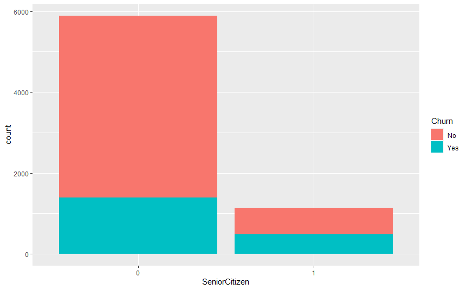 6000
4000
2000
0
count
0
1
SeniorCitizen
Churn
No
Yes